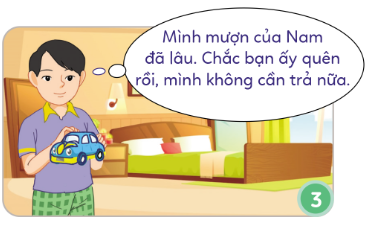 Mình mượn của Nam
đã lâu. Chắc bạn ấy quên
rồi, mình không cần trả nữa.
3